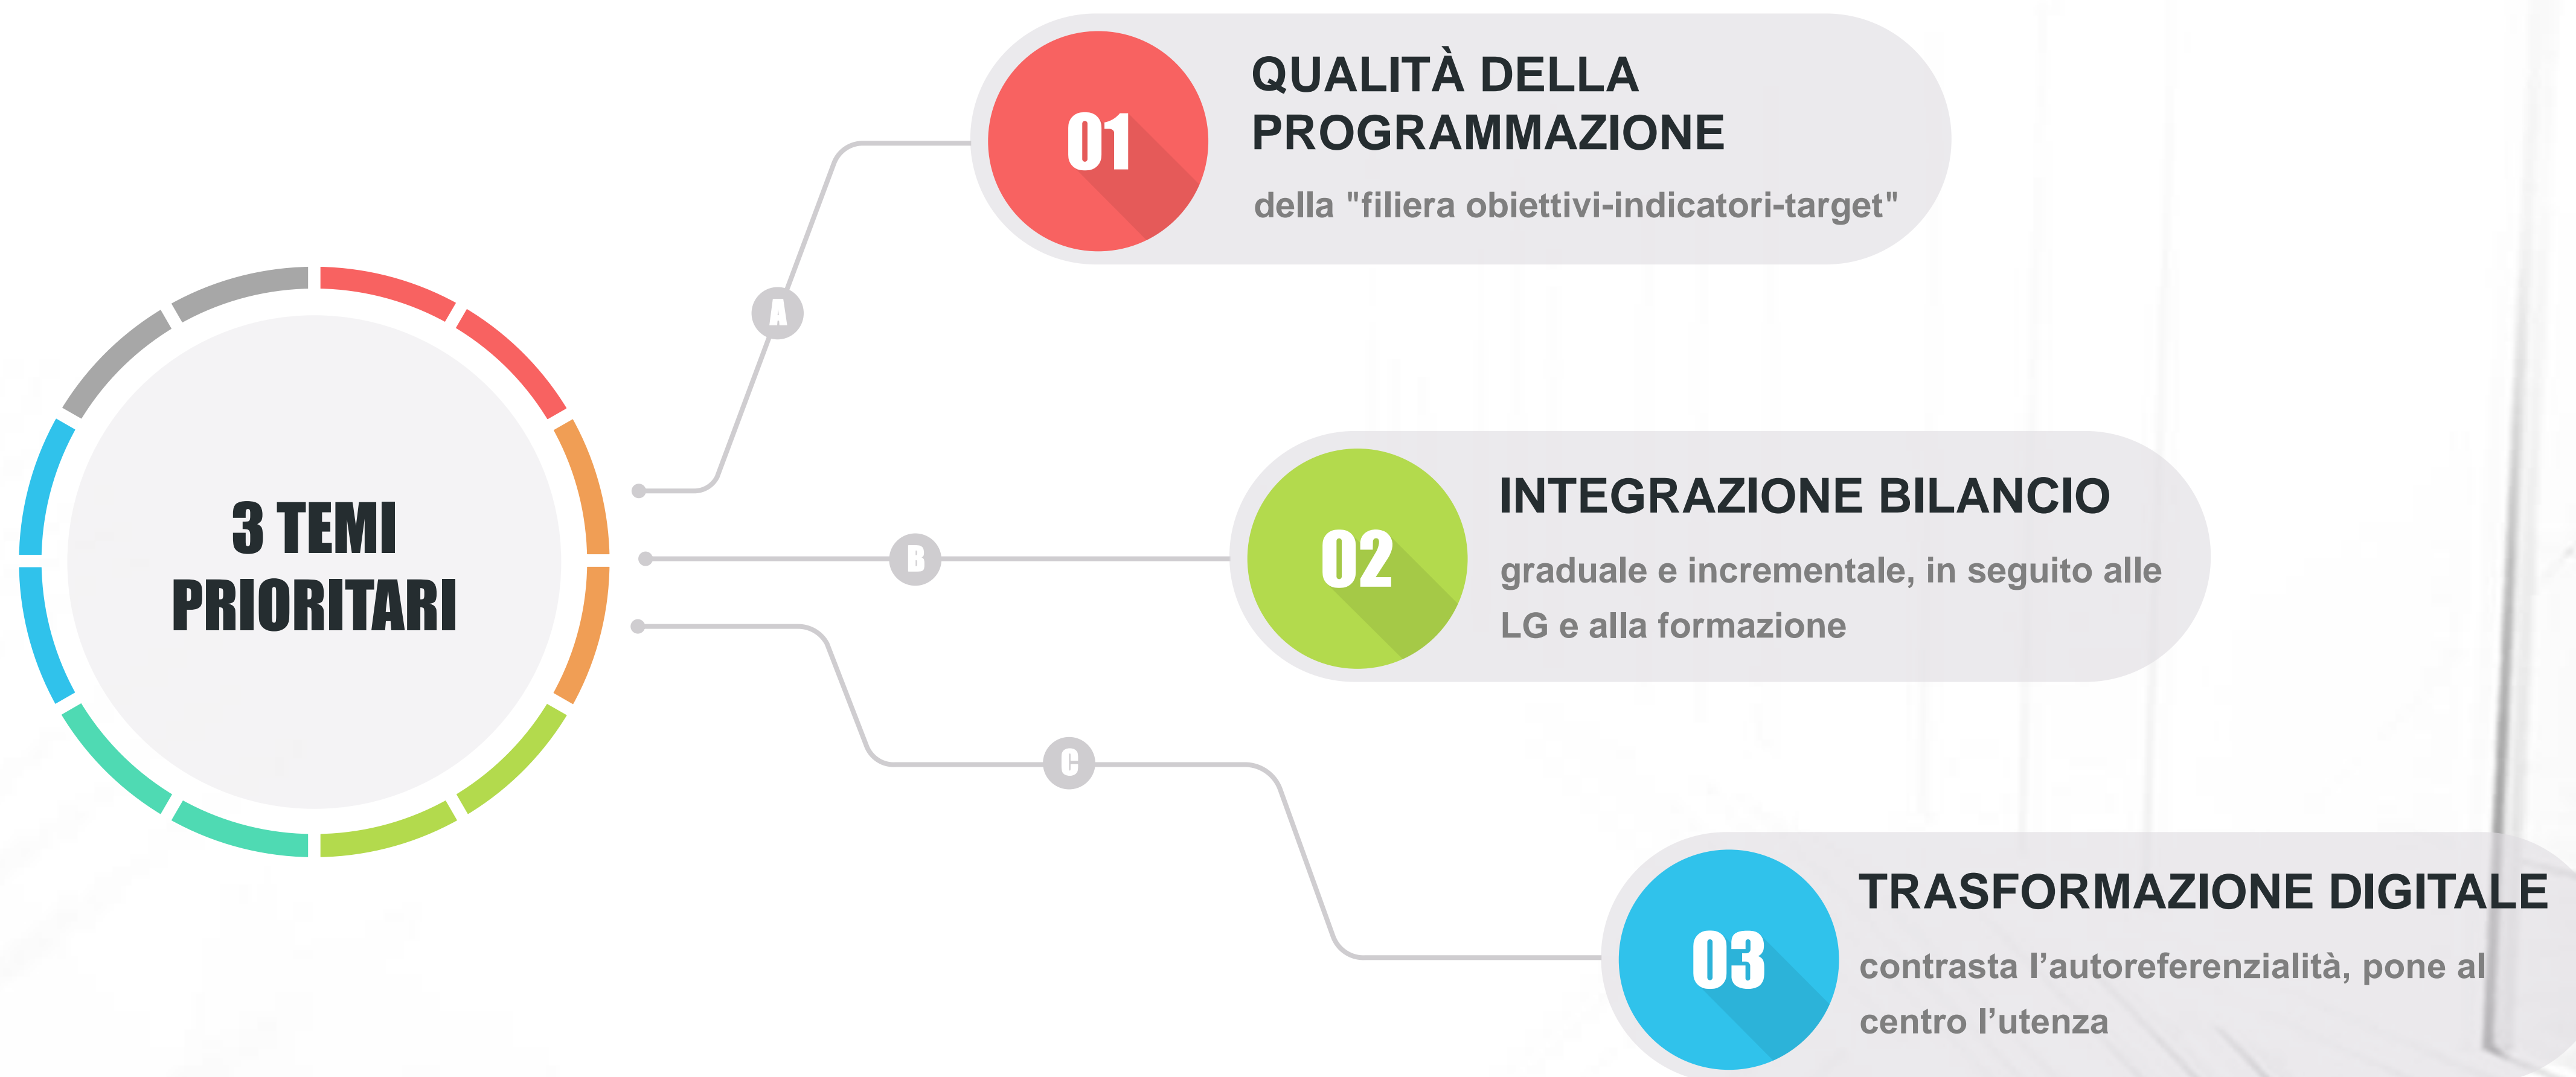 3 TEMI
PRIORITARI
A
01
QUALITÀ DELLA
PROGRAMMAZIONE
della "filiera obiettivi-indicatori-target"
B
02
INTEGRAZIONE BILANCIO
graduale e incrementale, in seguito alle
LG e alla formazione
C
03
TRASFORMAZIONE DIGITALE
contrasta l’autoreferenzialità, pone al
centro l’utenza